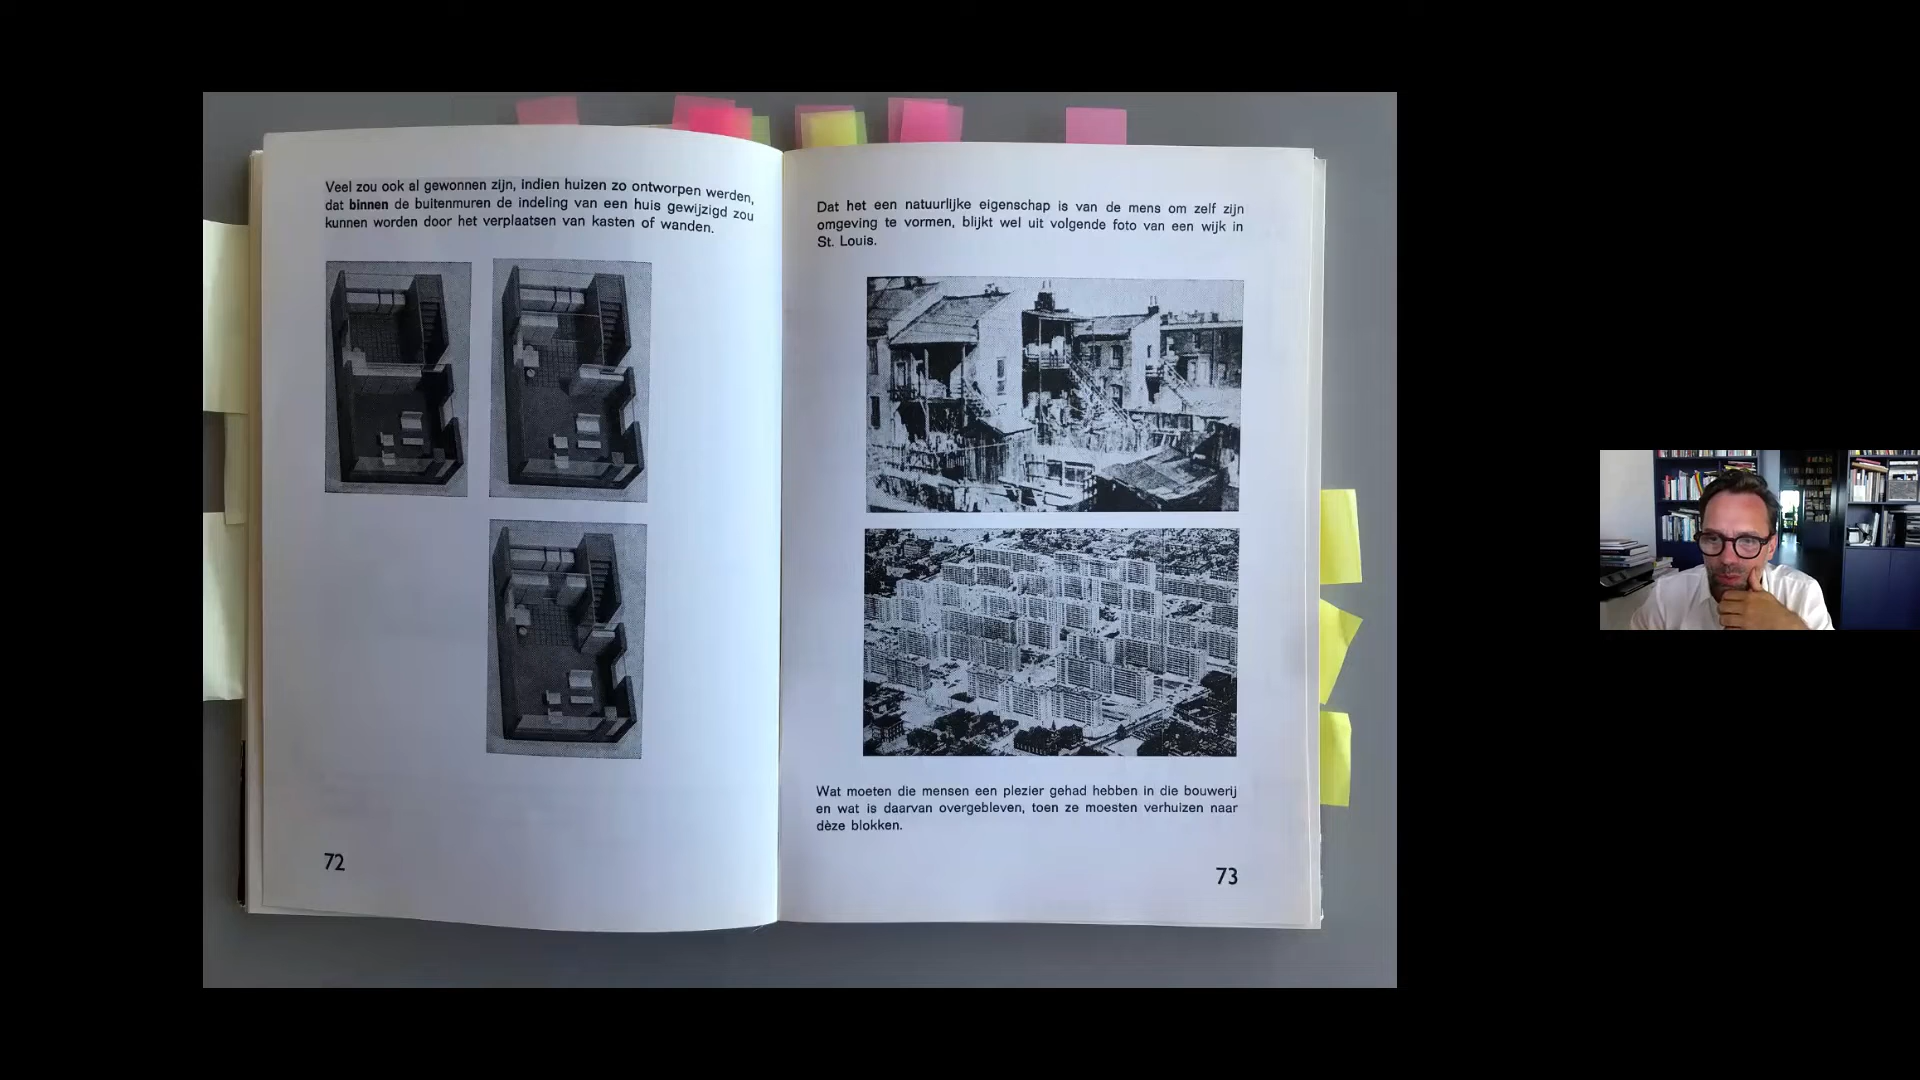 Veel zou ook al gewonnen zijn, indien huizen zo ontworpen werden,
dat binnen de buitenmuren de indeling van een huis gewijzigd zou
kunnen worden door het verplaatsen van kasten of wanden.
72
Dat het een natuurlijke eigenschap is van de mens om zelf zijn
omgeving te vormen, blijkt wel uit volgende foto van een wijk in
St. Louis.
Wat moeten die mensen een plezier gehad hebben in die bouwerij
en wat is daarvan overgebleven, toen ze moesten verhuizen naar
dèze blokken.
73